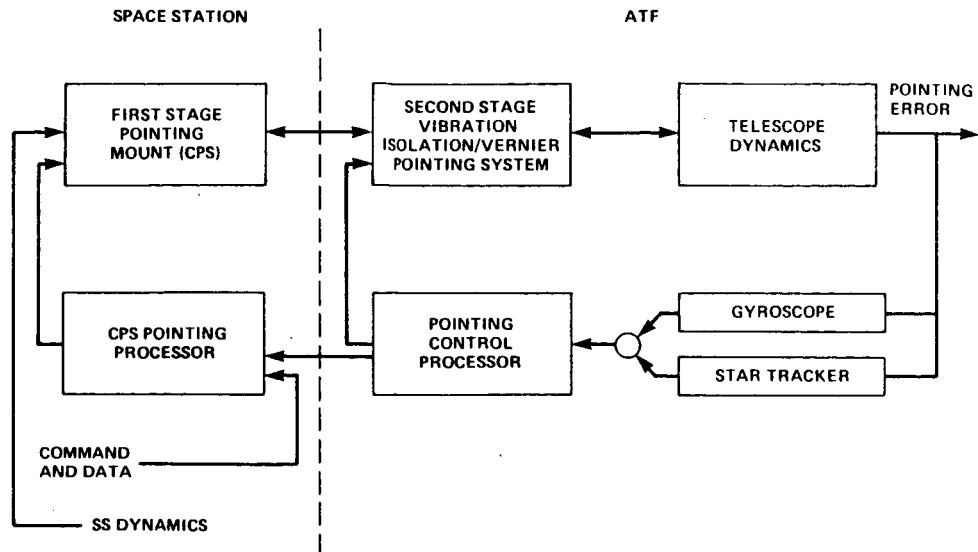 SPACE STATION
ATF
FIRST STAGE
POINTING
MOUNT (CPS)
SECOND STAGE
VIBRATION
ISOLATION/VERNIER
POINTING SYSTEM
TELESCOPE
DYNAMICS
POINTING
ERROR
CPS POINTING
PROCESSOR
POINTING
CONTROL
PROCESSOR
GYROSCOPE
STAR TRACKER
COMMAND
AND DATA
SS DYNAMICS